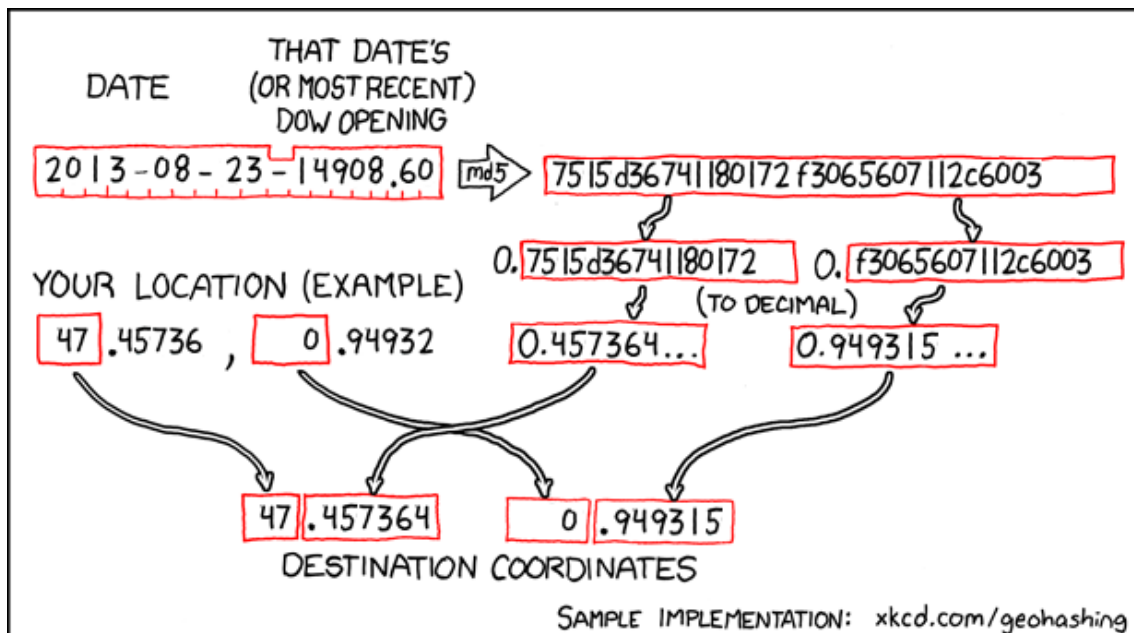 THAT DATE'S
DATE (OR MOST RECENT)
DOW OPENING
2013-08-23-14908.60 md5 7515d36741180172f3065607112c6003
0. 7515d36741180172 0. f3065607112c6003
YOUR LOCATION (EXAMPLE) (TO DECIMAL)
47.45736, 0.94932 0.457364... 0.949315...
47.457364 0.949315
DESTINATION COORDINATES
SAMPLE IMPLEMENTATION: xkcd.com/geohashing